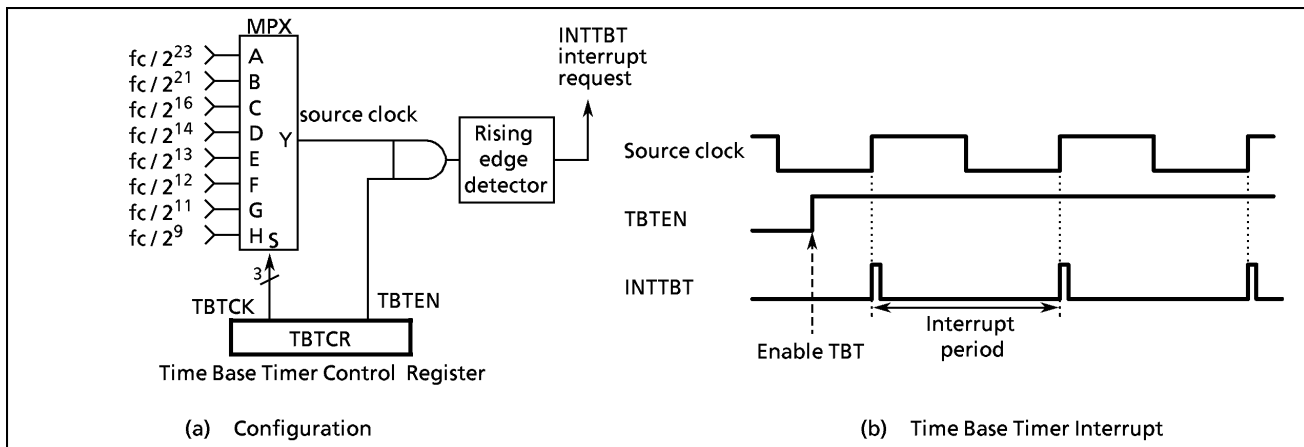 MPX
fc / 2^23
A
fc / 2^21
B
fc / 2^16
C
fc / 2^14
D
fc / 2^13
E
fc / 2^12
F
fc / 2^11
G
fc / 2^9
H
S
Y
source clock
3
TBTCK
TBTEN
TBTCR
Time Base Timer Control Register
Rising
edge
detector
INTTBT
interrupt
request
(a) Configuration
Source clock
TBTEN
INTTBT
Enable TBT
Interrupt
period
(b) Time Base Timer Interrupt